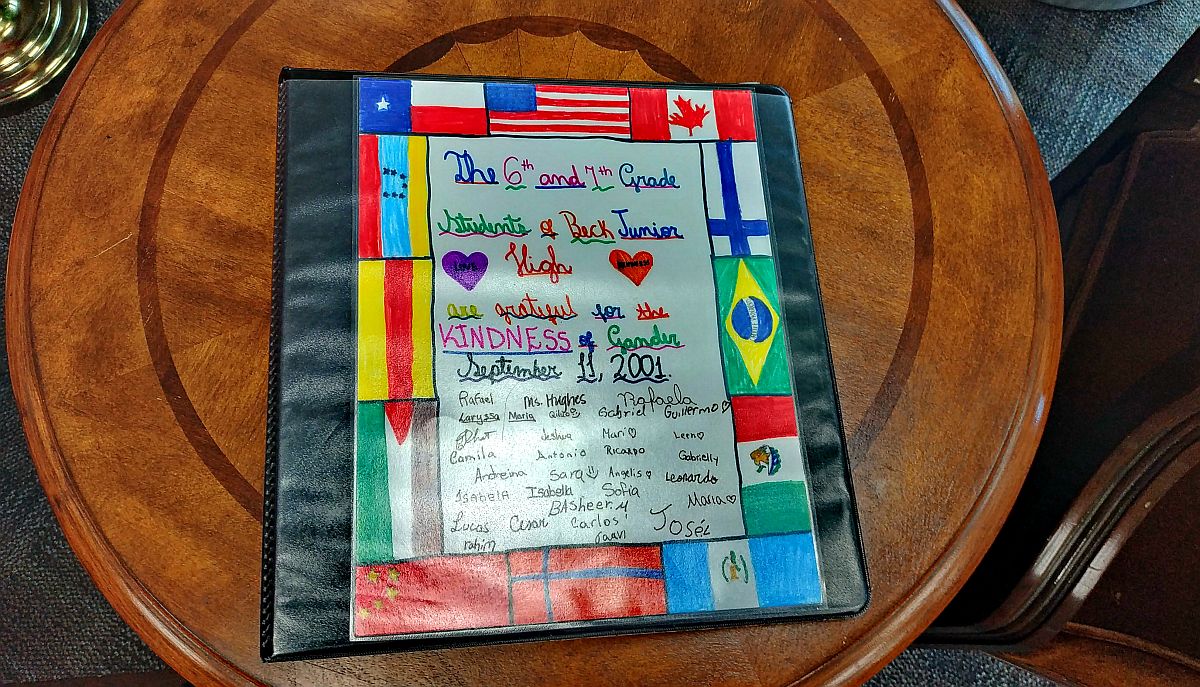 The 6th and 7th Grade
Students of Beck Junior
High
are grateful for the
KINDNESS of Gander
September 11, 2001.
Rafael Ms. Hughes Rafaela
Laryssa Maria Gabriel Guillermo
Joshua Mari Leen
Camila Antonio Ricardo Gabrielly
Andreina Sara Angelis Leonardo
Isabela Isabella Sofia
BAsheer.M Maria
Lucas Cesar Carlos José
rahim